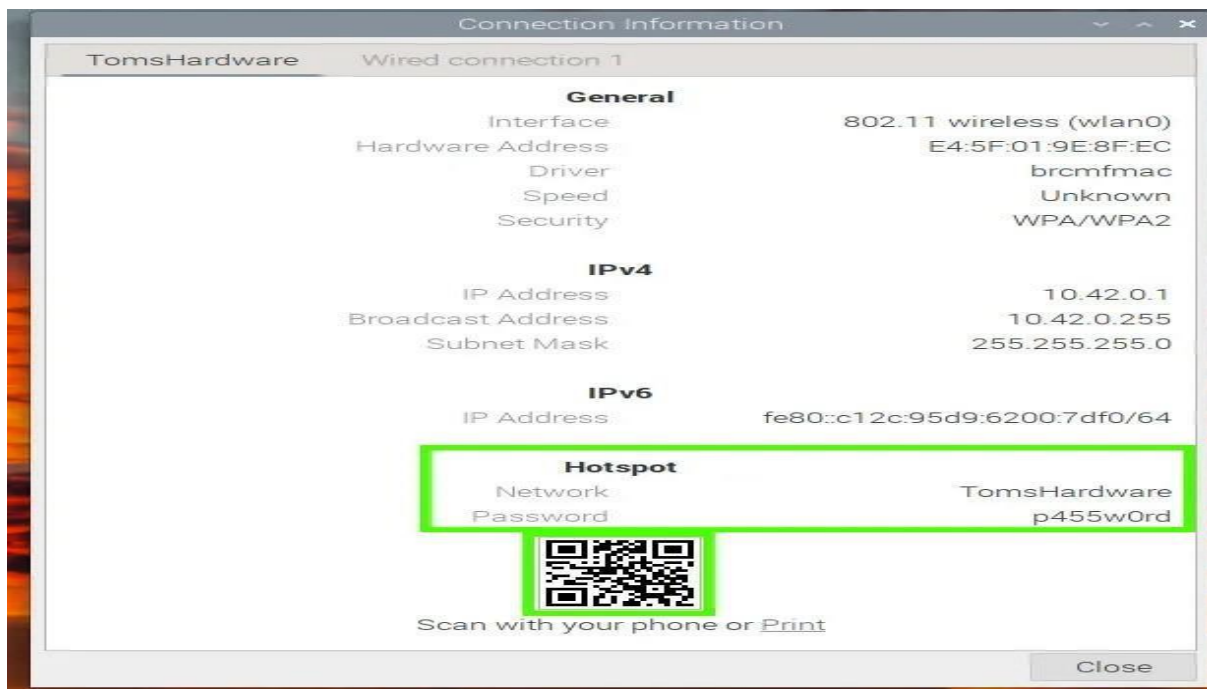 Connection Information
TomsHardware Wired connection 1
General
Interface 802.11 wireless (wlan0)
Hardware Address E4:5F:01:9E:8F:EC
Driver brcmfmac
Speed Unknown
Security WPA/WPA2
IPv4
IP Address 10.42.0.1
Broadcast Address 10.42.0.255
Subnet Mask 255.255.255.0
IPv6
IP Address fe80::c12c:95d9:6200:7df0/64
Hotspot
Network TomsHardware
Password p455w0rd
Scan with your phone or Print
Close